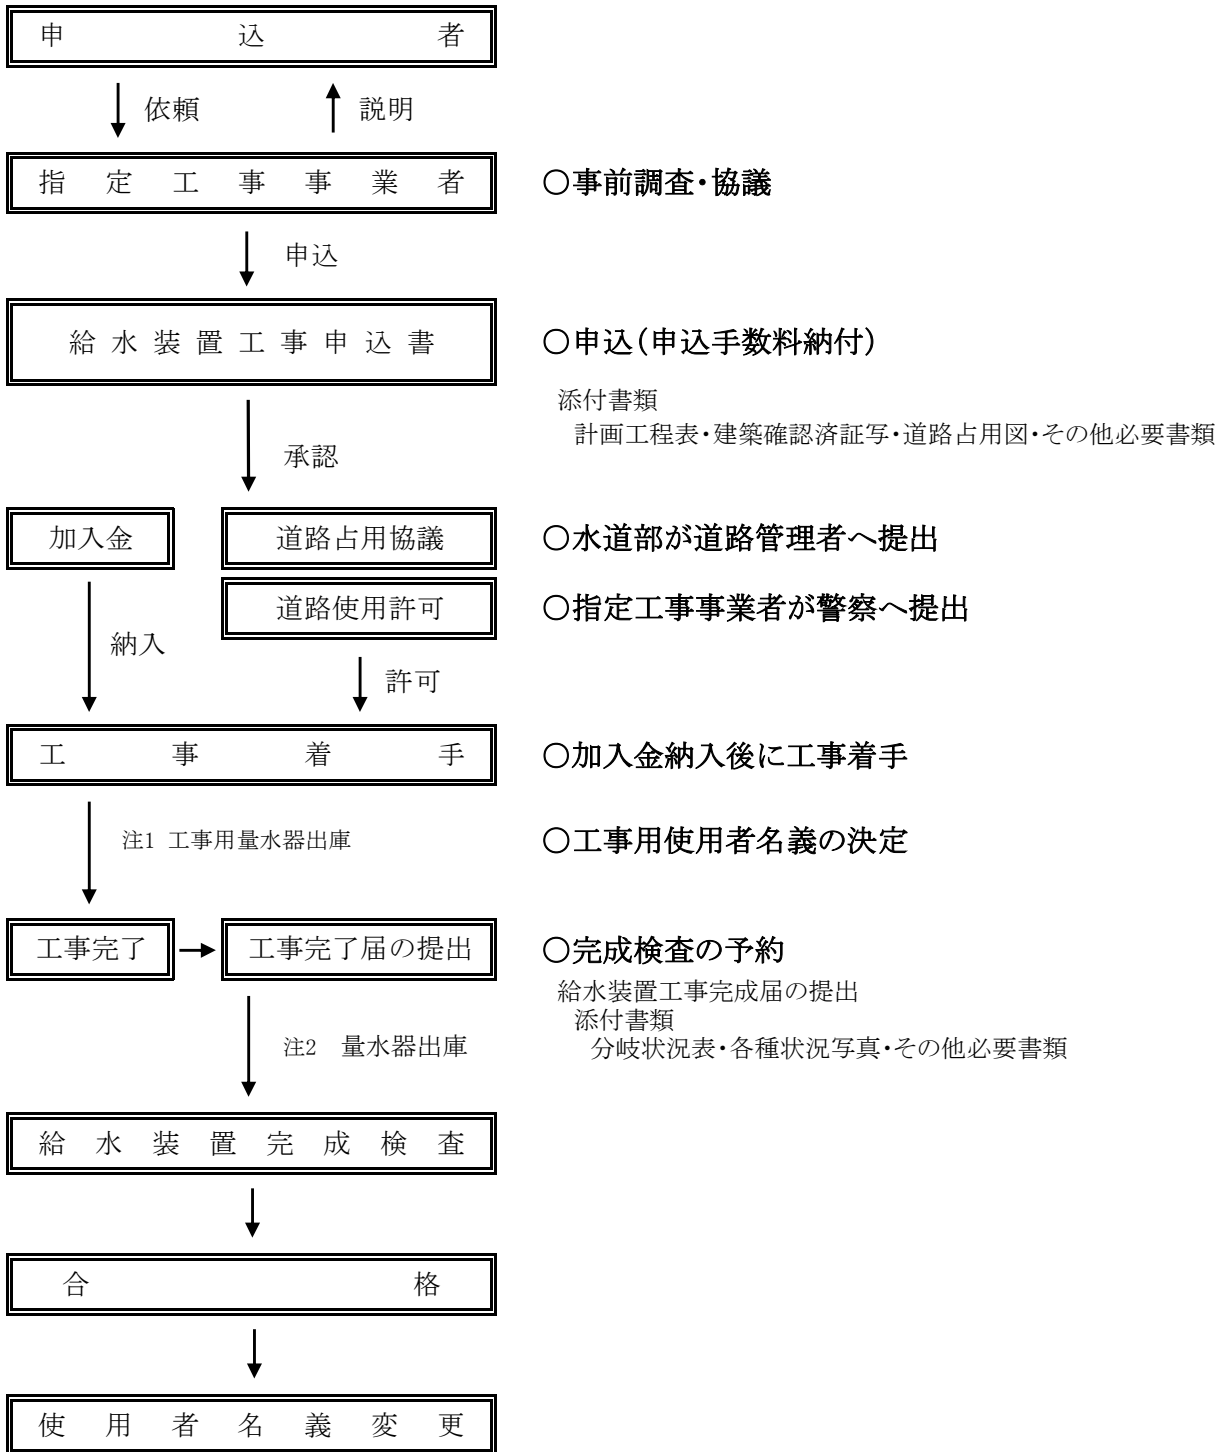 申込者
依頼 説明
指定工事事業者 ○事前調査・協議
申込
給水装置工事申込書 ○申込(申込手数料納付)
添付書類
計画工程表・建築確認済証写・道路占用図・その他必要書類
承認
加入金 道路占用協議 ○水道部が道路管理者へ提出
道路使用許可 ○指定工事事業者が警察へ提出
納入
許可
工事着手 ○加入金納入後に工事着手
注1 工事用量水器出庫 ○工事用使用者名義の決定
工事完了 工事完了届の提出 ○完成検査の予約
給水装置工事完成届の提出
添付書類
注2 量水器出庫
分岐状況表・各種状況写真・その他必要書類
給水装置完成検査
合格
使用者名義変更